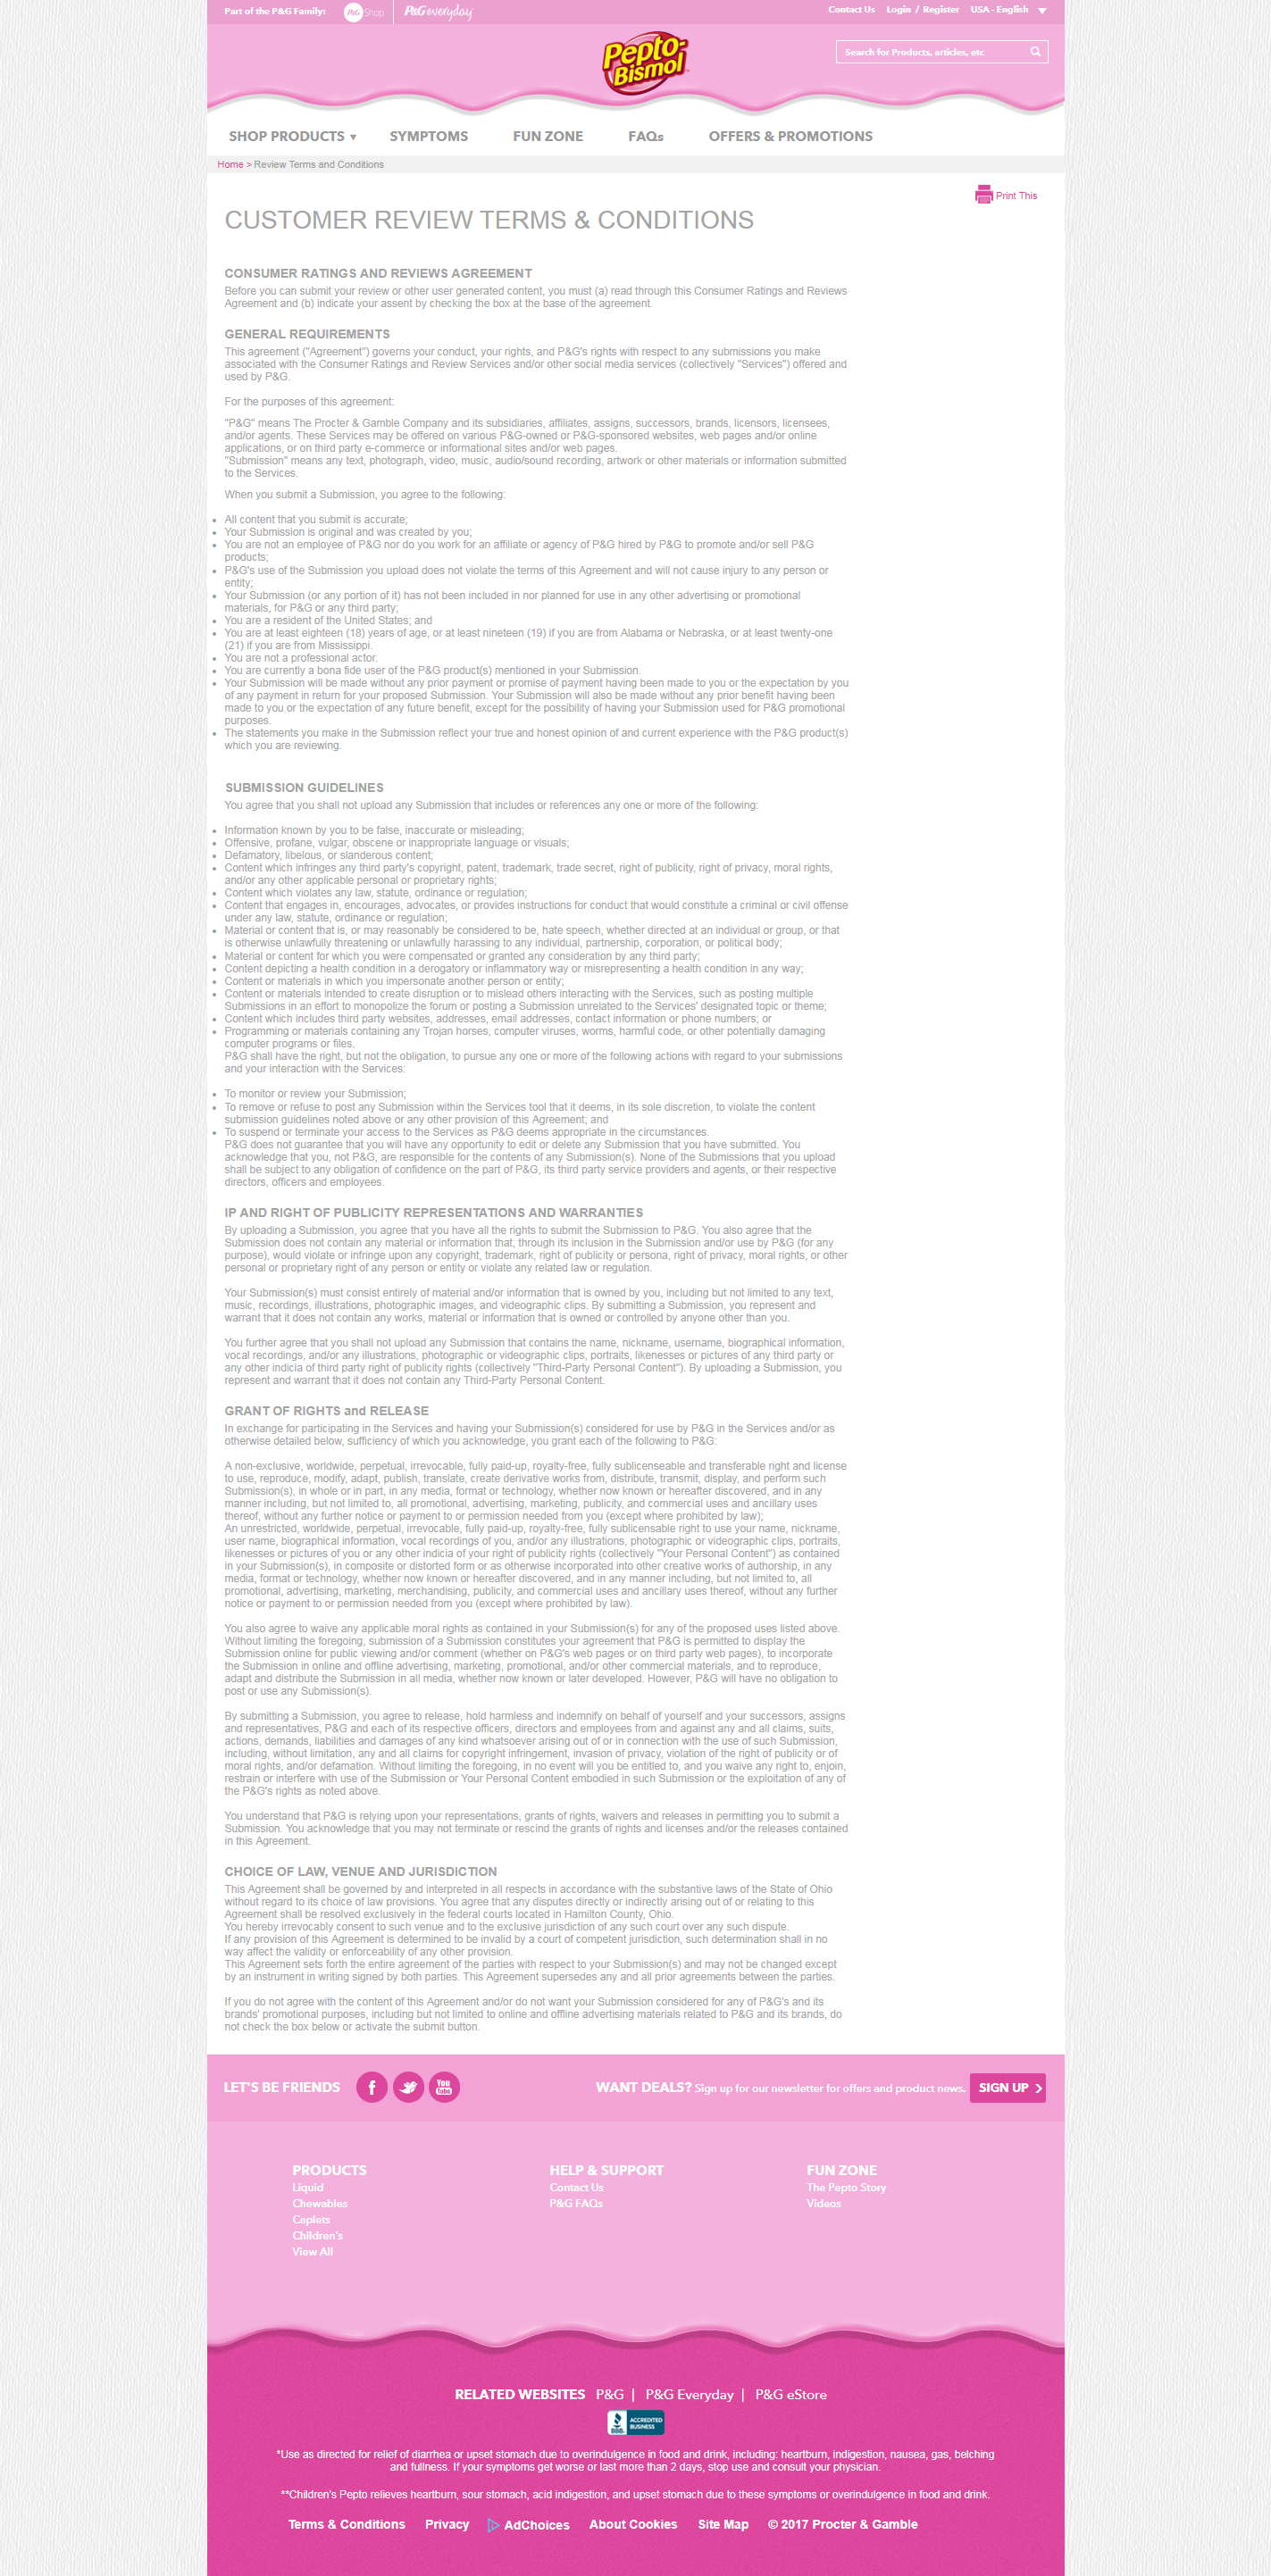 Part of the P&G Family:
P&G Shop
P&G everyday
Contact Us
Login / Register
USA - English
Pepto-
Bismol
Search for Products, articles, etc
SHOP PRODUCTS
SYMPTOMS
FUN ZONE
FAQs
OFFERS & PROMOTIONS
Home > Review Terms and Conditions
Print This
CUSTOMER REVIEW TERMS & CONDITIONS
CONSUMER RATINGS AND REVIEWS AGREEMENT
Before you can submit your review or other user generated content, you must (a) read through this Consumer Ratings and Reviews
Agreement and (b) indicate your assent by checking the box at the base of the agreement.
GENERAL REQUIREMENTS
This agreement ("Agreement") governs your conduct, your rights, and P&G's rights with respect to any submissions you make
associated with the Consumer Ratings and Review Services and/or other social media services (collectively "Services") offered and
used by P&G.
For the purposes of this agreement:
"P&G" means The Procter & Gamble Company and its subsidiaries, affiliates, assigns, successors, brands, licensors, licensees,
and/or agents. These Services may be offered on various P&G-owned or P&G-sponsored websites, web pages and/or online
applications, or on third party e-commerce or informational sites and/or web pages.
"Submission" means any text, photograph, video, music, audio/sound recording, artwork or other materials or information submitted
to the Services.
When you submit a Submission, you agree to the following:
• All content that you submit is accurate;
• Your Submission is original and was created by you;
• You are not an employee of P&G nor do you work for an affiliate or agency of P&G hired by P&G to promote and/or sell P&G
products;
• P&G's use of the Submission you upload does not violate the terms of this Agreement and will not cause injury to any person or
entity;
• Your Submission (or any portion of it) has not been included in nor planned for use in any other advertising or promotional
materials, for P&G or any third party;
• You are a resident of the United States; and
• You are at least eighteen (18) years of age, or at least nineteen (19) if you are from Alabama or Nebraska, or at least twenty-one
(21) if you are from Mississippi.
• You are not a professional actor.
• You are currently a bona fide user of the P&G product(s) mentioned in your Submission.
• Your Submission will be made without any prior payment or promise of payment having been made to you or the expectation by you
of any payment in return for your proposed Submission. Your Submission will also be made without any prior benefit having been
made to you or the expectation of any future benefit, except for the possibility of having your Submission used for P&G promotional
purposes.
• The statements you make in the Submission reflect your true and honest opinion of and current experience with the P&G product(s)
which you are reviewing.
SUBMISSION GUIDELINES
You agree that you shall not upload any Submission that includes or references any one or more of the following:
• Information known by you to be false, inaccurate or misleading;
• Offensive, profane, vulgar, obscene or inappropriate language or visuals;
• Defamatory, libelous, or slanderous content;
• Content which infringes any third party's copyright, patent, trademark, trade secret, right of publicity, right of privacy, moral rights,
and/or any other applicable personal or proprietary rights;
• Content which violates any law, statute, ordinance or regulation;
• Content that engages in, encourages, advocates, or provides instructions for conduct that would constitute a criminal or civil offense
under any law, statute, ordinance or regulation;
• Material or content that is, or may reasonably be considered to be, hate speech, whether directed at an individual or group, or that
is otherwise unlawfully threatening or unlawfully harassing to any individual, partnership, corporation, or political body;
• Material or content for which you were compensated or granted any consideration by any third party;
• Content depicting a health condition in a derogatory or inflammatory way or misrepresenting a health condition in any way;
• Content or materials in which you impersonate another person or entity;
• Content or materials intended to create disruption or to mislead others interacting with the Services, such as posting multiple
Submissions in an effort to monopolize the forum or posting a Submission unrelated to the Services' designated topic or theme;
• Content which includes third party websites, addresses, email addresses, contact information or phone numbers; or
• Programming or materials containing any Trojan horses, computer viruses, worms, harmful code, or other potentially damaging
computer programs or files.
P&G shall have the right, but not the obligation, to pursue any one or more of the following actions with regard to your submissions
and your interaction with the Services:
• To monitor or review your Submission;
• To remove or refuse to post any Submission within the Services tool that it deems, in its sole discretion, to violate the content
submission guidelines noted above or any other provision of this Agreement; and
• To suspend or terminate your access to the Services as P&G deems appropriate in the circumstances.
P&G does not guarantee that you will have any opportunity to edit or delete any Submission that you have submitted. You
acknowledge that you, not P&G, are responsible for the contents of any Submission(s). None of the Submissions that you upload
shall be subject to any obligation of confidence on the part of P&G, its third party service providers and agents, or their respective
directors, officers and employees.
IP AND RIGHT OF PUBLICITY REPRESENTATIONS AND WARRANTIES
By uploading a Submission, you agree that you have all the rights to submit the Submission to P&G. You also agree that the
Submission does not contain any material or information that, through its inclusion in the Submission and/or use by P&G (for any
purpose), would violate or infringe upon any copyright, trademark, right of publicity or persona, right of privacy, moral rights, or other
personal or proprietary right of any person or entity or violate any related law or regulation.
Your Submission(s) must consist entirely of material and/or information that is owned by you, including but not limited to any text,
music, recordings, illustrations, photographic images, and videographic clips. By submitting a Submission, you represent and
warrant that it does not contain any works, material or information that is owned or controlled by anyone other than you.
You further agree that you shall not upload any Submission that contains the name, nickname, username, biographical information,
vocal recordings, and/or any illustrations, photographic or videographic clips, portraits, likenesses or pictures of any third party or
any other indicia of third party right of publicity rights (collectively "Third-Party Personal Content"). By uploading a Submission, you
represent and warrant that it does not contain any Third-Party Personal Content.
GRANT OF RIGHTS and RELEASE
In exchange for participating in the Services and having your Submission(s) considered for use by P&G in the Services and/or as
otherwise detailed below, sufficiency of which you acknowledge, you grant each of the following to P&G:
A non-exclusive, worldwide, perpetual, irrevocable, fully paid-up, royalty-free, fully sublicenseable and transferable right and license
to use, reproduce, modify, adapt, publish, translate, create derivative works from, distribute, transmit, display, and perform such
Submission(s), in whole or in part, in any media, format or technology, whether now known or hereafter discovered, and in any
manner including, but not limited to, all promotional, advertising, marketing, publicity, and commercial uses and ancillary uses
thereof, without any further notice or payment to or permission needed from you (except where prohibited by law);
An unrestricted, worldwide, perpetual, irrevocable, fully paid-up, royalty-free, fully sublicensable right to use your name, nickname,
user name, biographical information, vocal recordings of you, and/or any illustrations, photographic or videographic clips, portraits,
likenesses or pictures of you or any other indicia of your right of publicity rights (collectively "Your Personal Content") as contained
in your Submission(s), in composite or distorted form or as otherwise incorporated into other creative works of authorship, in any
media, format or technology, whether now known or hereafter discovered, and in any manner including, but not limited to, all
promotional, advertising, marketing, merchandising, publicity, and commercial uses and ancillary uses thereof, without any further
notice or payment to or permission needed from you (except where prohibited by law).
You also agree to waive any applicable moral rights as contained in your Submission(s) for any of the proposed uses listed above.
Without limiting the foregoing, submission of a Submission constitutes your agreement that P&G is permitted to display the
Submission online for public viewing and/or comment (whether on P&G's web pages or on third party web pages), to incorporate
the Submission in online and offline advertising, marketing, promotional, and/or other commercial materials, and to reproduce,
adapt and distribute the Submission in all media, whether now known or later developed. However, P&G will have no obligation to
post or use any Submission(s).
By submitting a Submission, you agree to release, hold harmless and indemnify on behalf of yourself and your successors, assigns
and representatives, P&G and each of its respective officers, directors and employees from and against any and all claims, suits,
actions, demands, liabilities and damages of any kind whatsoever arising out of or in connection with the use of such Submission,
including, without limitation, any and all claims for copyright infringement, invasion of privacy, violation of the right of publicity or of
moral rights, and/or defamation. Without limiting the foregoing, in no event will you be entitled to, and you waive any right to, enjoin,
restrain or interfere with use of the Submission or Your Personal Content embodied in such Submission or the exploitation of any of
the P&G's rights as noted above.
You understand that P&G is relying upon your representations, grants of rights, waivers and releases in permitting you to submit a
Submission. You acknowledge that you may not terminate or rescind the grants of rights and licenses and/or the releases contained
in this Agreement.
CHOICE OF LAW, VENUE AND JURISDICTION
This Agreement shall be governed by and interpreted in all respects in accordance with the substantive laws of the State of Ohio
without regard to its choice of law provisions. You agree that any disputes directly or indirectly arising out of or relating to this
Agreement shall be resolved exclusively in the federal courts located in Hamilton County, Ohio.
You hereby irrevocably consent to such venue and to the exclusive jurisdiction of any such court over any such dispute.
If any provision of this Agreement is determined to be invalid by a court of competent jurisdiction, such determination shall in no
way affect the validity or enforceability of any other provision.
This Agreement sets forth the entire agreement of the parties with respect to your Submission(s) and may not be changed except
by an instrument in writing signed by both parties. This Agreement supersedes any and all prior agreements between the parties.
If you do not agree with the content of this Agreement and/or do not want your Submission considered for any of P&G's and its
brands' promotional purposes, including but not limited to online and offline advertising materials related to P&G and its brands, do
not check the box below or activate the submit button.
LET'S BE FRIENDS
f
You
Tube
WANT DEALS? Sign up for our newsletter for offers and product news.
SIGN UP
PRODUCTS
Liquid
Chewables
Caplets
Children's
View All
HELP & SUPPORT
Contact Us
P&G FAQs
FUN ZONE
The Pepto Story
Videos
RELATED WEBSITES P&G | P&G Everyday | P&G eStore
BBB
ACCREDITED
BUSINESS
*Use as directed for relief of diarrhea or upset stomach due to overindulgence in food and drink, including: heartburn, indigestion, nausea, gas, belching
and fullness. If your symptoms get worse or last more than 2 days, stop use and consult your physician.
**Children's Pepto relieves heartburn, sour stomach, acid indigestion, and upset stomach due to these symptoms or overindulgence in food and drink.
Terms & Conditions
Privacy
AdChoices
About Cookies
Site Map
© 2017 Procter & Gamble